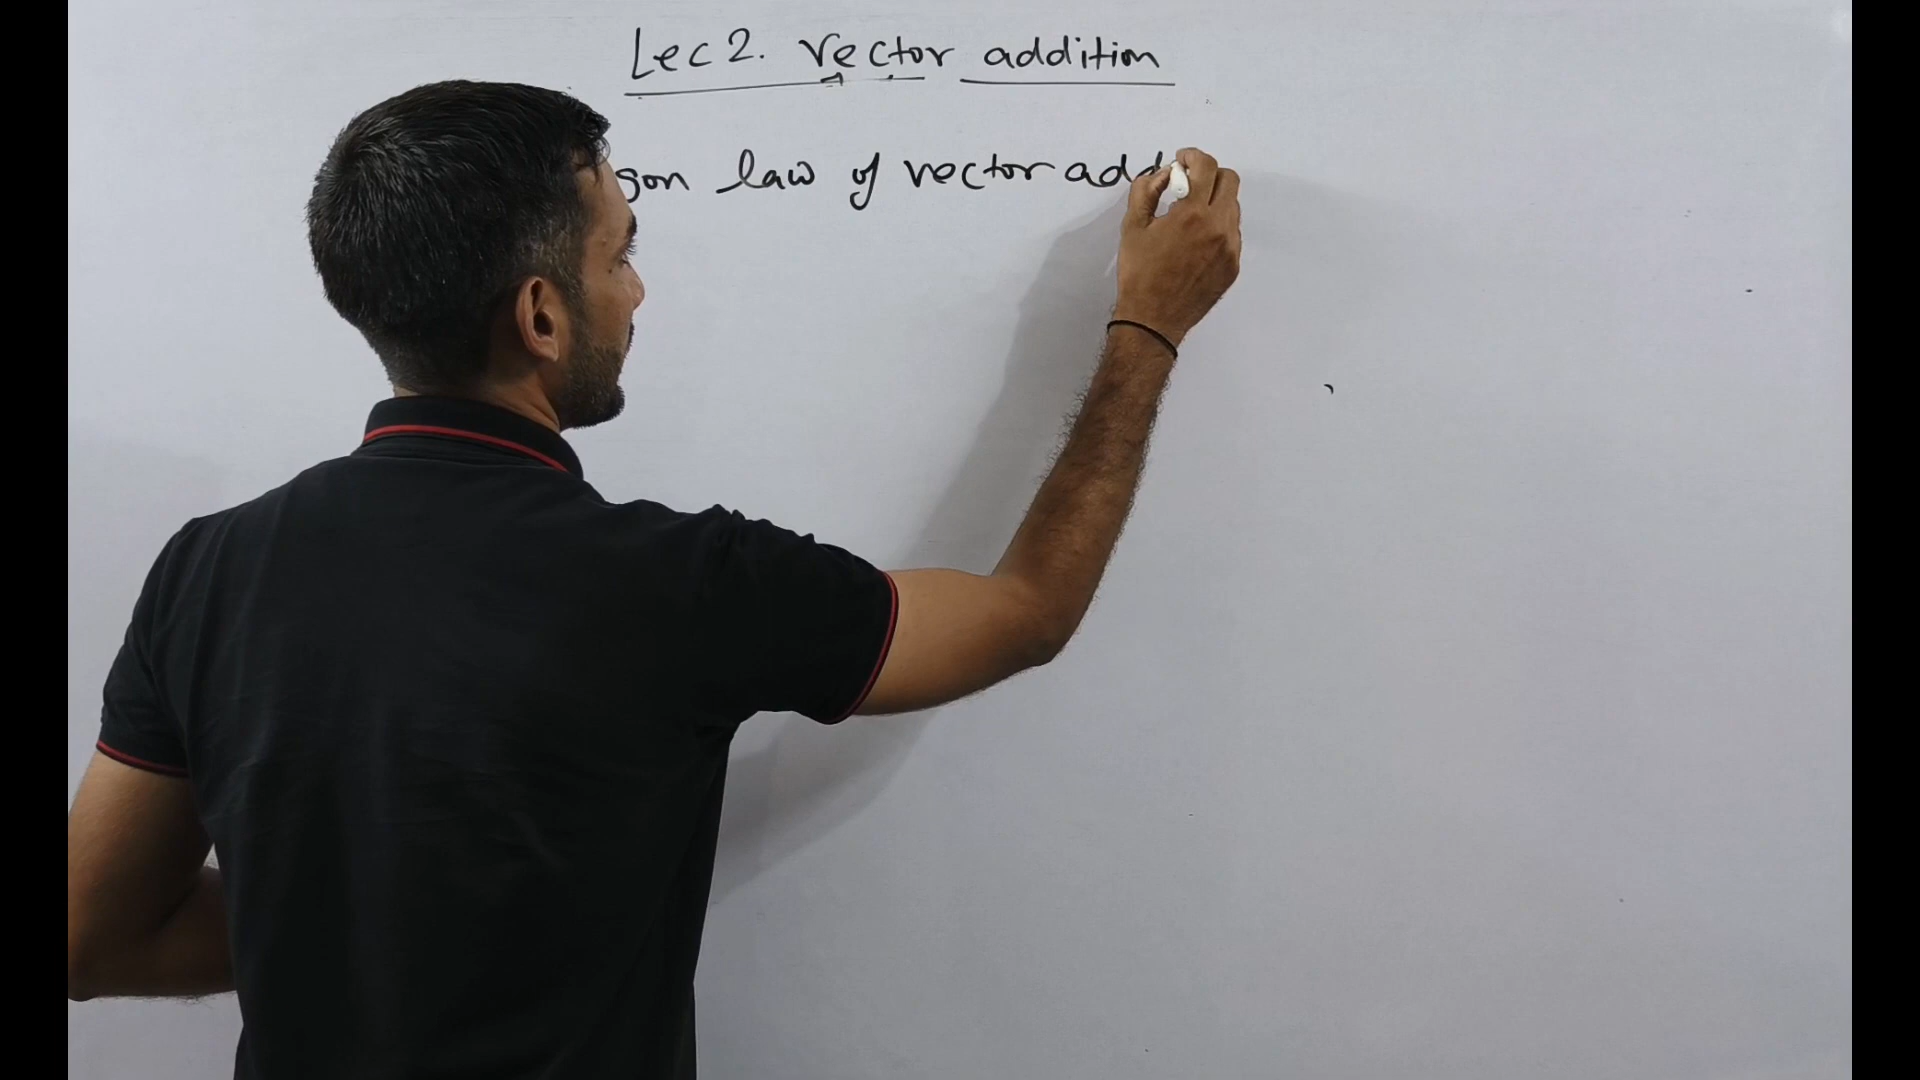 Lec 2. Vector addition
gon law of vector add